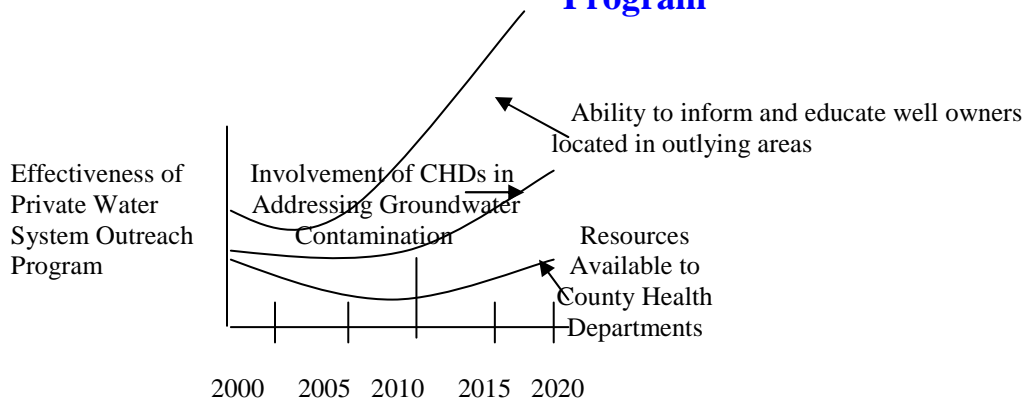 Program
Ability to inform and educate well owners
located in outlying areas
Effectiveness of
Private Water
System Outreach
Program
Involvement of CHDs in
Addressing Groundwater
Contamination
Resources
Available to
County Health
Departments
2000 2005 2010 2015 2020